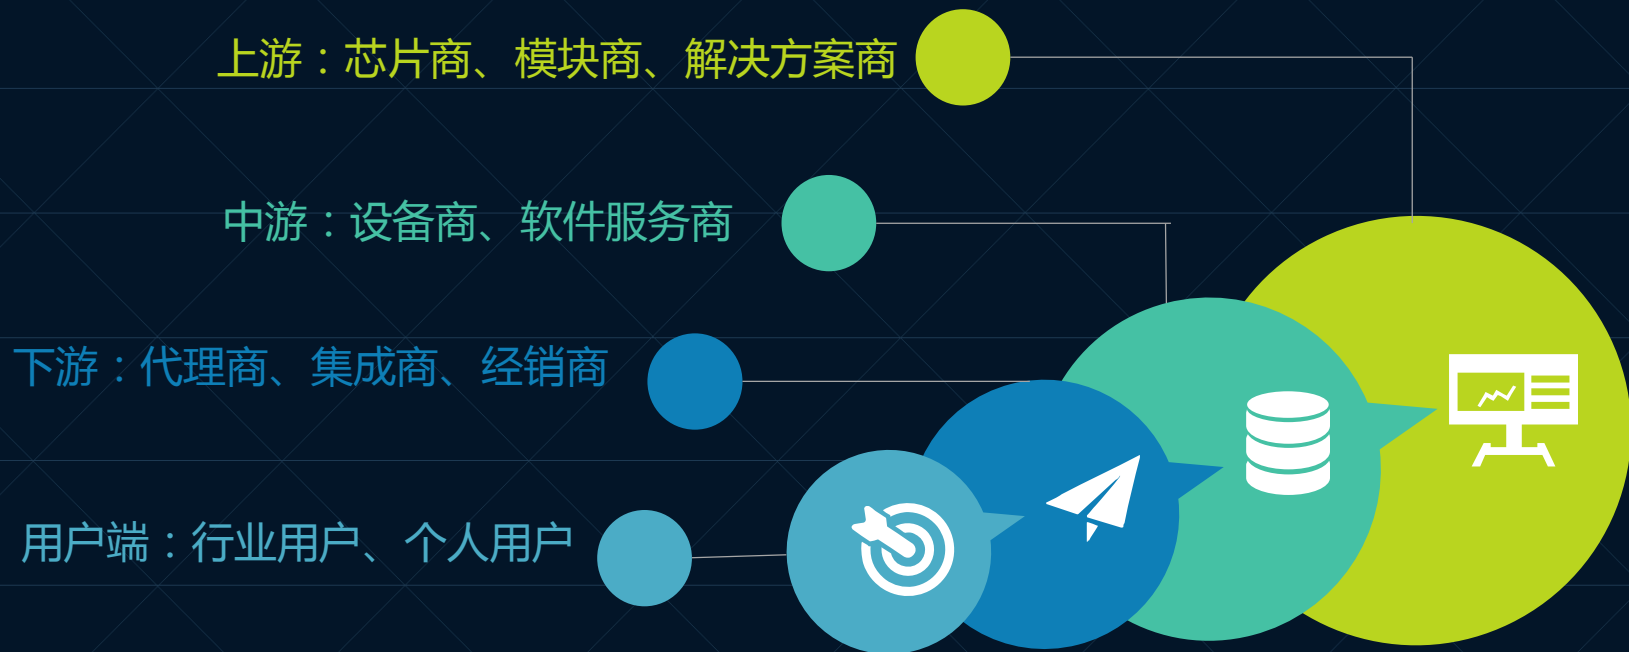 上游：芯片商、模块商、解决方案商
中游：设备商、软件服务商
下游：代理商、集成商、经销商
用户端：行业用户、个人用户